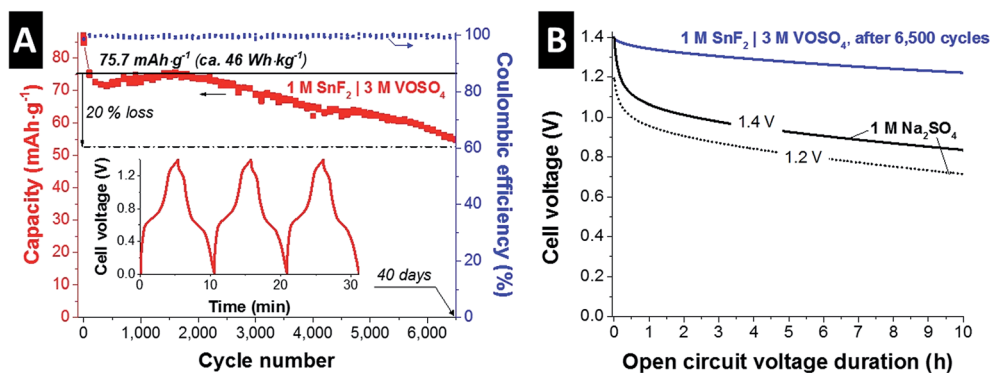 A
75.7 mAh·g⁻¹ (ca. 46 Wh·kg⁻¹)
1 M SnF₂ | 3 M VOSO₄
20 % loss
Capacity (mAh·g⁻¹)
80
70
60
50
40
30
20
10
0
Coulombic efficiency (%)
100
80
60
40
20
0
Cell voltage (V)
1.2
0.8
0.4
0.0
0
10
20
30
Time (min)
40 days
0
1,000
2,000
3,000
4,000
5,000
6,000
Cycle number
B
1 M SnF₂ | 3 M VOSO₄, after 6,500 cycles
1.4 V
1 M Na₂SO₄
1.2 V
Cell voltage (V)
1.4
1.2
1.0
0.8
0.6
0.4
0.2
0.0
0
1
2
3
4
5
6
7
8
9
10
Open circuit voltage duration (h)